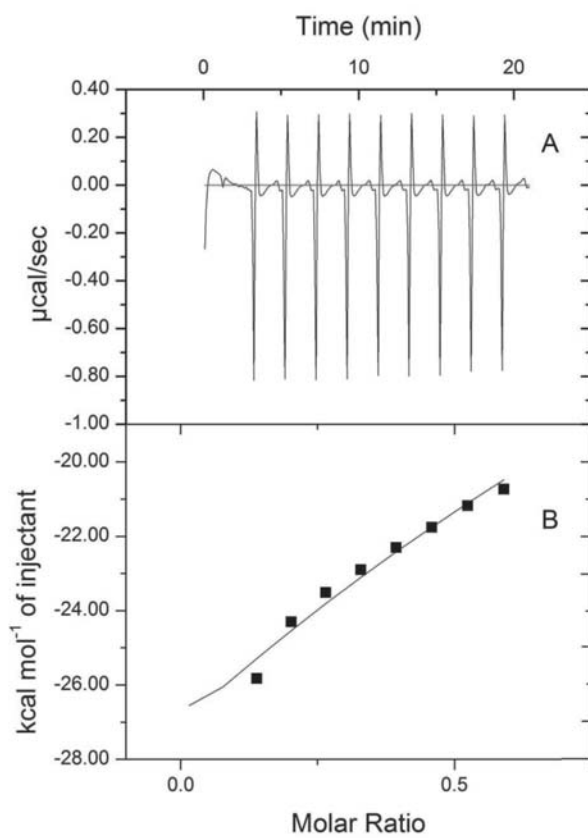 Time (min)
0 10 20
0.40
0.20
0.00
-0.20
-0.40
-0.60
-0.80
-1.00
µcal/sec
A
-20.00
-22.00
-24.00
-26.00
-28.00
kcal mol⁻¹ of injectant
B
0.0 0.5
Molar Ratio